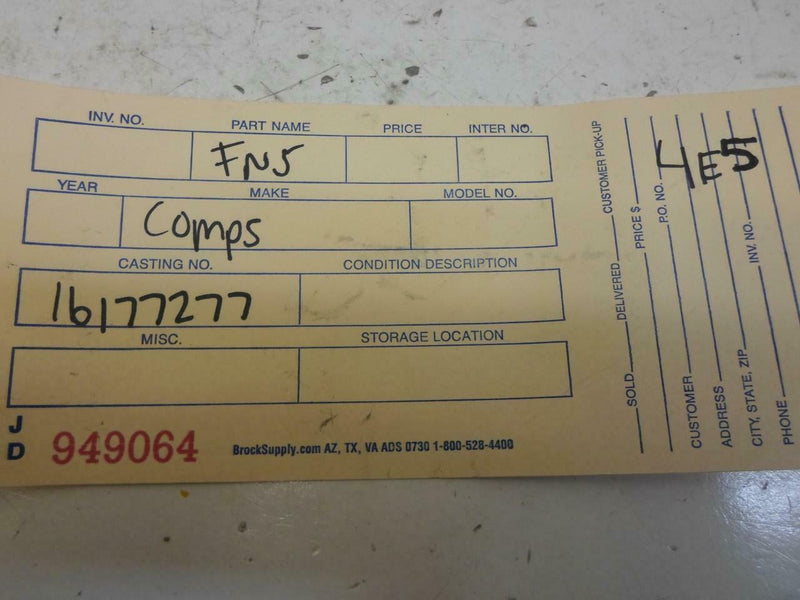 INV. NO. PART NAME PRICE INTER NO.
FNS
YEAR MAKE MODEL NO.
Comps
CASTING NO. CONDITION DESCRIPTION
16177277
MISC. STORAGE LOCATION
J
D
949064
BrockSupply.com AZ, TX, VA ADS 0730 1-800-528-4400
SOLD DELIVERED CUSTOMER PICK-UP
PRICE $
P.O. NO.
CUSTOMER
ADDRESS
CITY, STATE, ZIP INV. NO.
PHONE
4E5